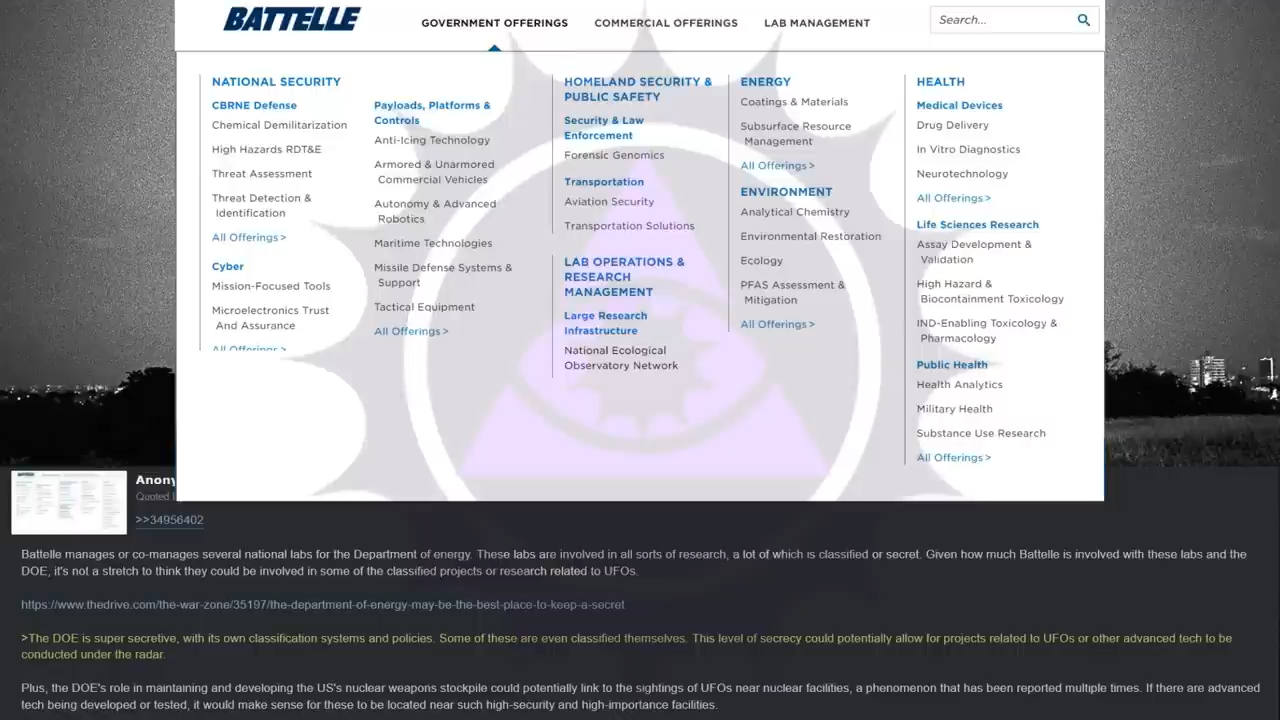 BATTELLE
GOVERNMENT OFFERINGS
COMMERCIAL OFFERINGS
LAB MANAGEMENT
Search...
NATIONAL SECURITY
CBRNE Defense
Chemical Demilitarization
High Hazards RDT&E
Threat Assessment
Threat Detection &
Identification
All Offerings >
Cyber
Mission-Focused Tools
Microelectronics Trust
And Assurance
All Offerings >
Payloads, Platforms &
Controls
Anti-Icing Technology
Armored & Unarmored
Commercial Vehicles
Autonomy & Advanced
Robotics
Maritime Technologies
Missile Defense Systems &
Support
Tactical Equipment
All Offerings >
HOMELAND SECURITY &
PUBLIC SAFETY
Security & Law
Enforcement
Forensic Genomics
Transportation
Aviation Security
Transportation Solutions
LAB OPERATIONS &
RESEARCH
MANAGEMENT
Large Research
Infrastructure
National Ecological
Observatory Network
ENERGY
Coatings & Materials
Subsurface Resource
Management
All Offerings >
ENVIRONMENT
Analytical Chemistry
Environmental Restoration
Ecology
PFAS Assessment &
Mitigation
All Offerings >
HEALTH
Medical Devices
Drug Delivery
In Vitro Diagnostics
Neurotechnology
All Offerings >
Life Sciences Research
Assay Development &
Validation
High Hazard &
Biocontainment Toxicology
IND-Enabling Toxicology &
Pharmacology
Public Health
Health Analytics
Military Health
Substance Use Research
All Offerings >
Anony
Quoted
>>34956402
Battelle manages or co-manages several national labs for the Department of energy. These labs are involved in all sorts of research, a lot of which is classified or secret. Given how much Battelle is involved with these labs and the
DOE, it's not a stretch to think they could be involved in some of the classified projects or research related to UFOs.
https://www.thedrive.com/the-war-zone/35197/the-department-of-energy-may-be-the-best-place-to-keep-a-secret
>The DOE is super secretive, with its own classification systems and policies. Some of these are even classified themselves. This level of secrecy could potentially allow for projects related to UFOs or other advanced tech to be
conducted under the radar.
Plus, the DOE's role in maintaining and developing the US's nuclear weapons stockpile could potentially link to the sightings of UFOs near nuclear facilities, a phenomenon that has been reported multiple times. If there are advanced
tech being developed or tested, it would make sense for these to be located near such high-security and high-importance facilities.